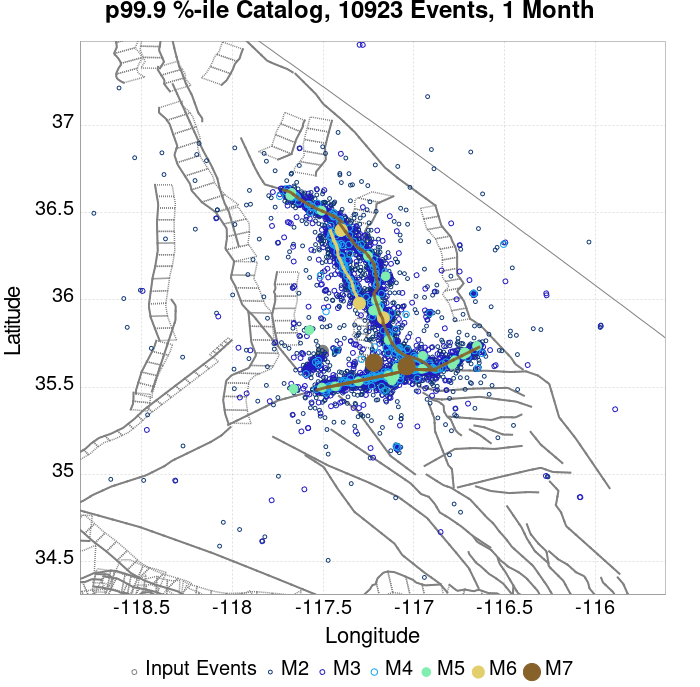 p99.9 %-ile Catalog, 10923 Events, 1 Month
Latitude
37
36.5
36
35.5
35
34.5
-118.5 -118 -117.5 -117 -116.5 -116
Longitude
Input Events M2 M3 M4 M5 M6 M7